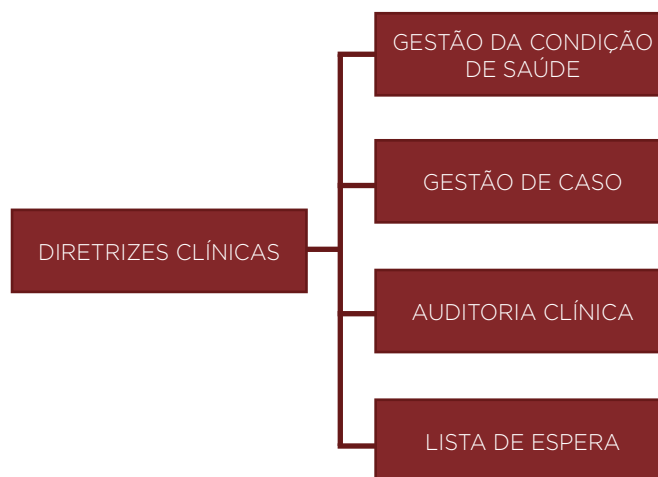 GESTÃO DA CONDIÇÃO
DE SAÚDE
GESTÃO DE CASO
DIRETRIZES CLÍNICAS
AUDITORIA CLÍNICA
LISTA DE ESPERA